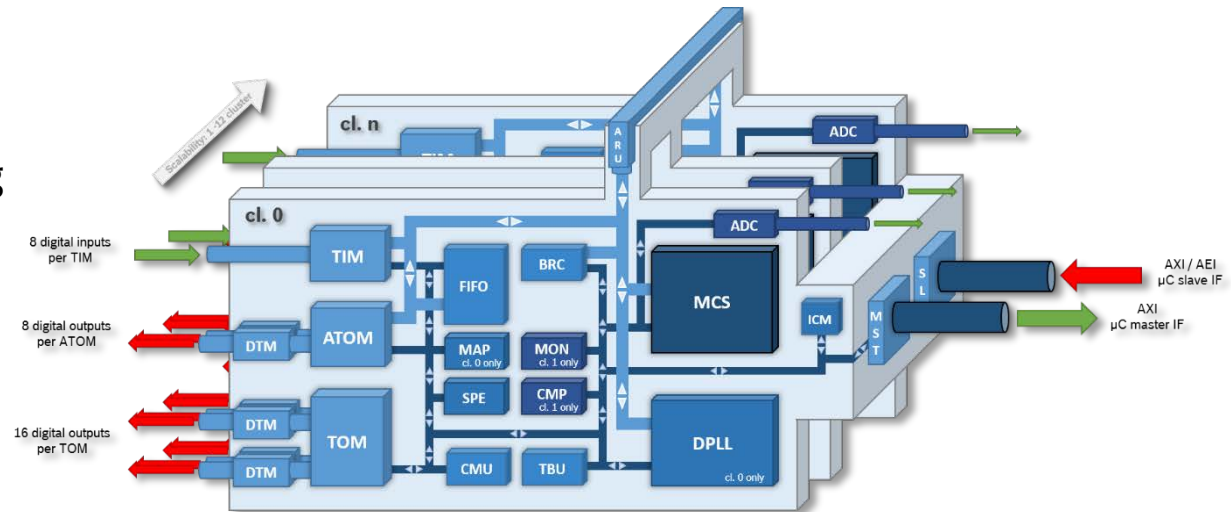 Scalability: 1 -12 cluster
cl. n
TIM
ARU
ADC
g
cl. 0
8 digital inputs
per TIM
TIM
FIFO
BRC
ADC
MCS
AXI / AEI
µC slave IF
SL
MST
AXI
µC master IF
ICM
8 digital outputs
per ATOM
DTM
ATOM
MAP
cl. 0 only
MON
cl. 1 only
SPE
CMP
cl. 1 only
16 digital outputs
per TOM
DTM
DTM
TOM
CMU
TBU
DPLL
cl. 0 only